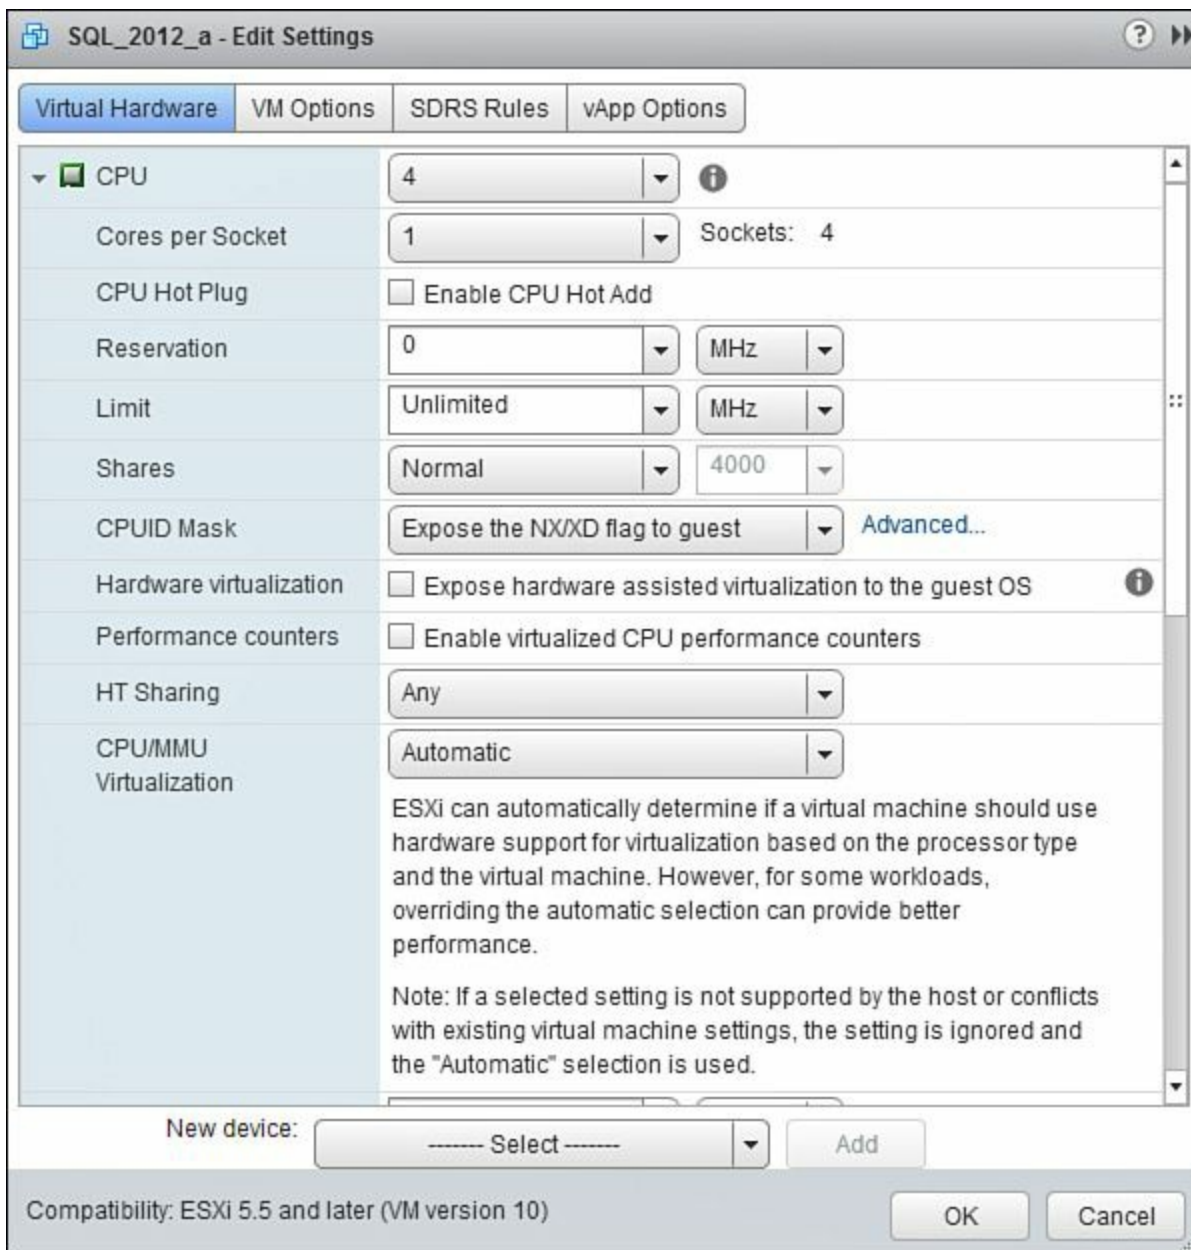 SQL_2012_a - Edit Settings ?
Virtual Hardware VM Options SDRS Rules vApp Options
CPU 4
Cores per Socket 1 Sockets: 4
CPU Hot Plug Enable CPU Hot Add
Reservation 0 MHz
Limit Unlimited MHz
Shares Normal 4000
CPUID Mask Expose the NX/XD flag to guest Advanced...
Hardware virtualization Expose hardware assisted virtualization to the guest OS
Performance counters Enable virtualized CPU performance counters
HT Sharing Any
CPU/MMU
Virtualization
Automatic
ESXi can automatically determine if a virtual machine should use
hardware support for virtualization based on the processor type
and the virtual machine. However, for some workloads,
overriding the automatic selection can provide better
performance.
Note: If a selected setting is not supported by the host or conflicts
with existing virtual machine settings, the setting is ignored and
the "Automatic" selection is used.
New device: ------- Select ------- Add
Compatibility: ESXi 5.5 and later (VM version 10) OK Cancel